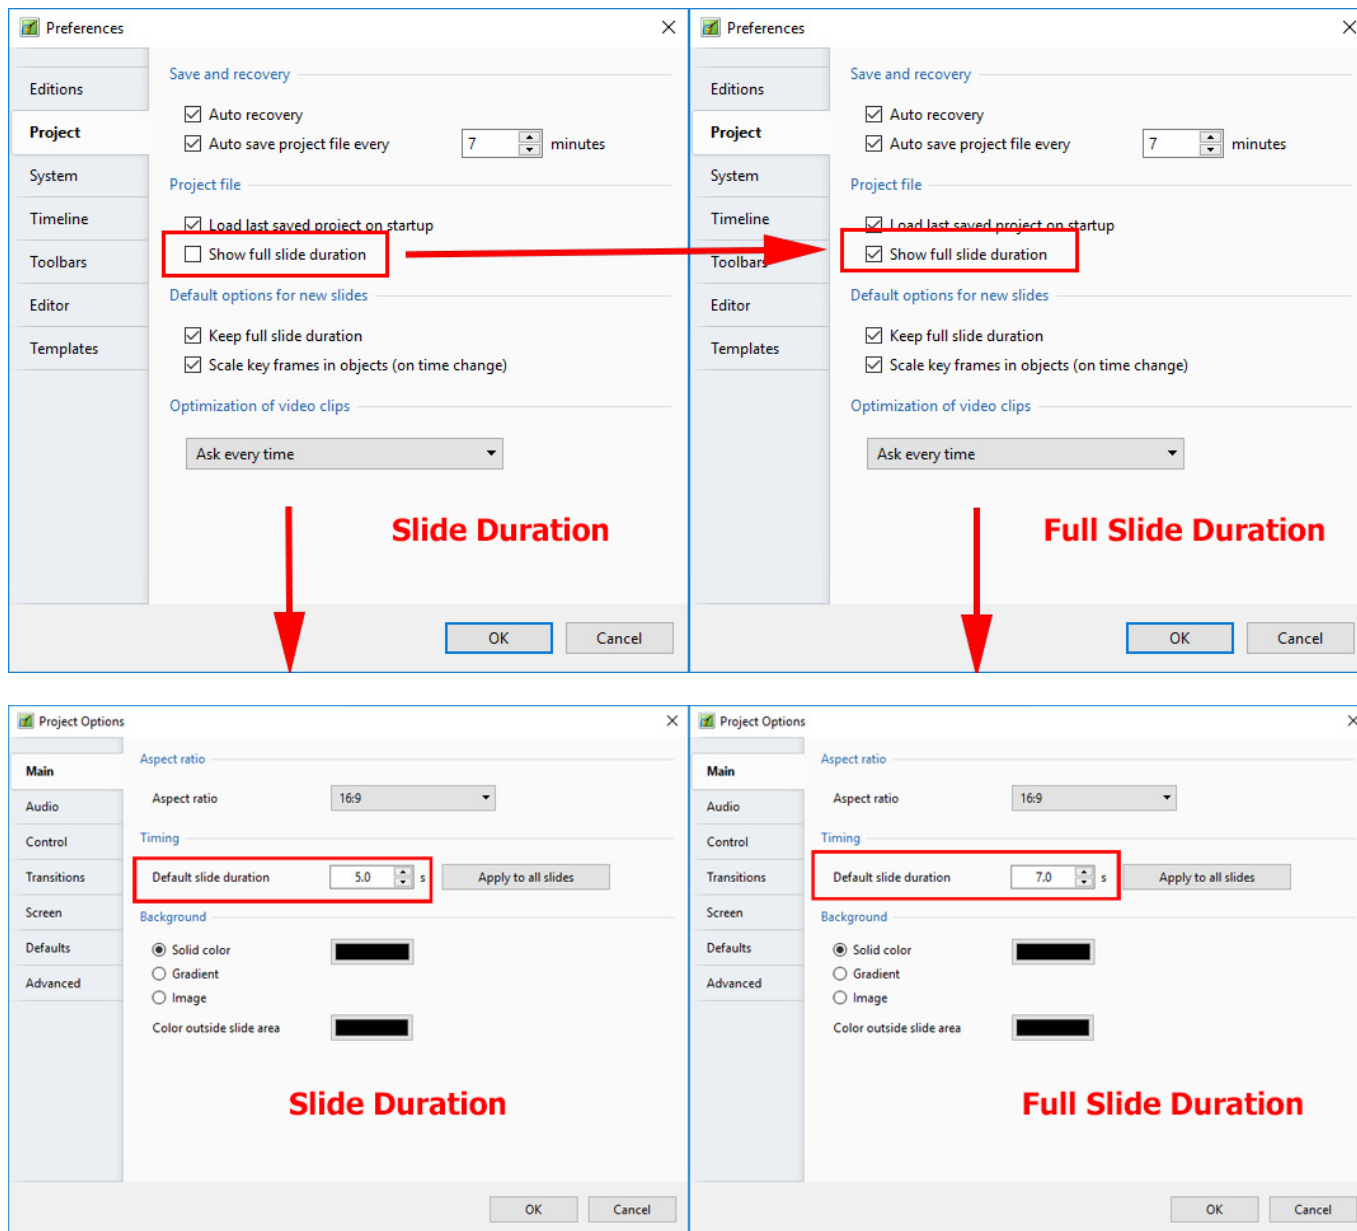 Preferences
Editions
Project
System
Timeline
Toolbars
Editor
Templates
Save and recovery
Auto recovery
Auto save project file every 7 minutes
Project file
Load last saved project on startup
Show full slide duration
Default options for new slides
Keep full slide duration
Scale key frames in objects (on time change)
Optimization of video clips
Ask every time
Slide Duration
OK Cancel
Preferences
Editions
Project
System
Timeline
Toolbars
Editor
Templates
Save and recovery
Auto recovery
Auto save project file every 7 minutes
Project file
Load last saved project on startup
Show full slide duration
Default options for new slides
Keep full slide duration
Scale key frames in objects (on time change)
Optimization of video clips
Ask every time
Full Slide Duration
OK Cancel
Project Options
Main
Audio
Control
Transitions
Screen
Defaults
Advanced
Aspect ratio
Aspect ratio 16:9
Timing
Default slide duration 5.0 s Apply to all slides
Background
Solid color
Gradient
Image
Color outside slide area
Slide Duration
OK Cancel
Project Options
Main
Audio
Control
Transitions
Screen
Defaults
Advanced
Aspect ratio
Aspect ratio 16:9
Timing
Default slide duration 7.0 s Apply to all slides
Background
Solid color
Gradient
Image
Color outside slide area
Full Slide Duration
OK Cancel